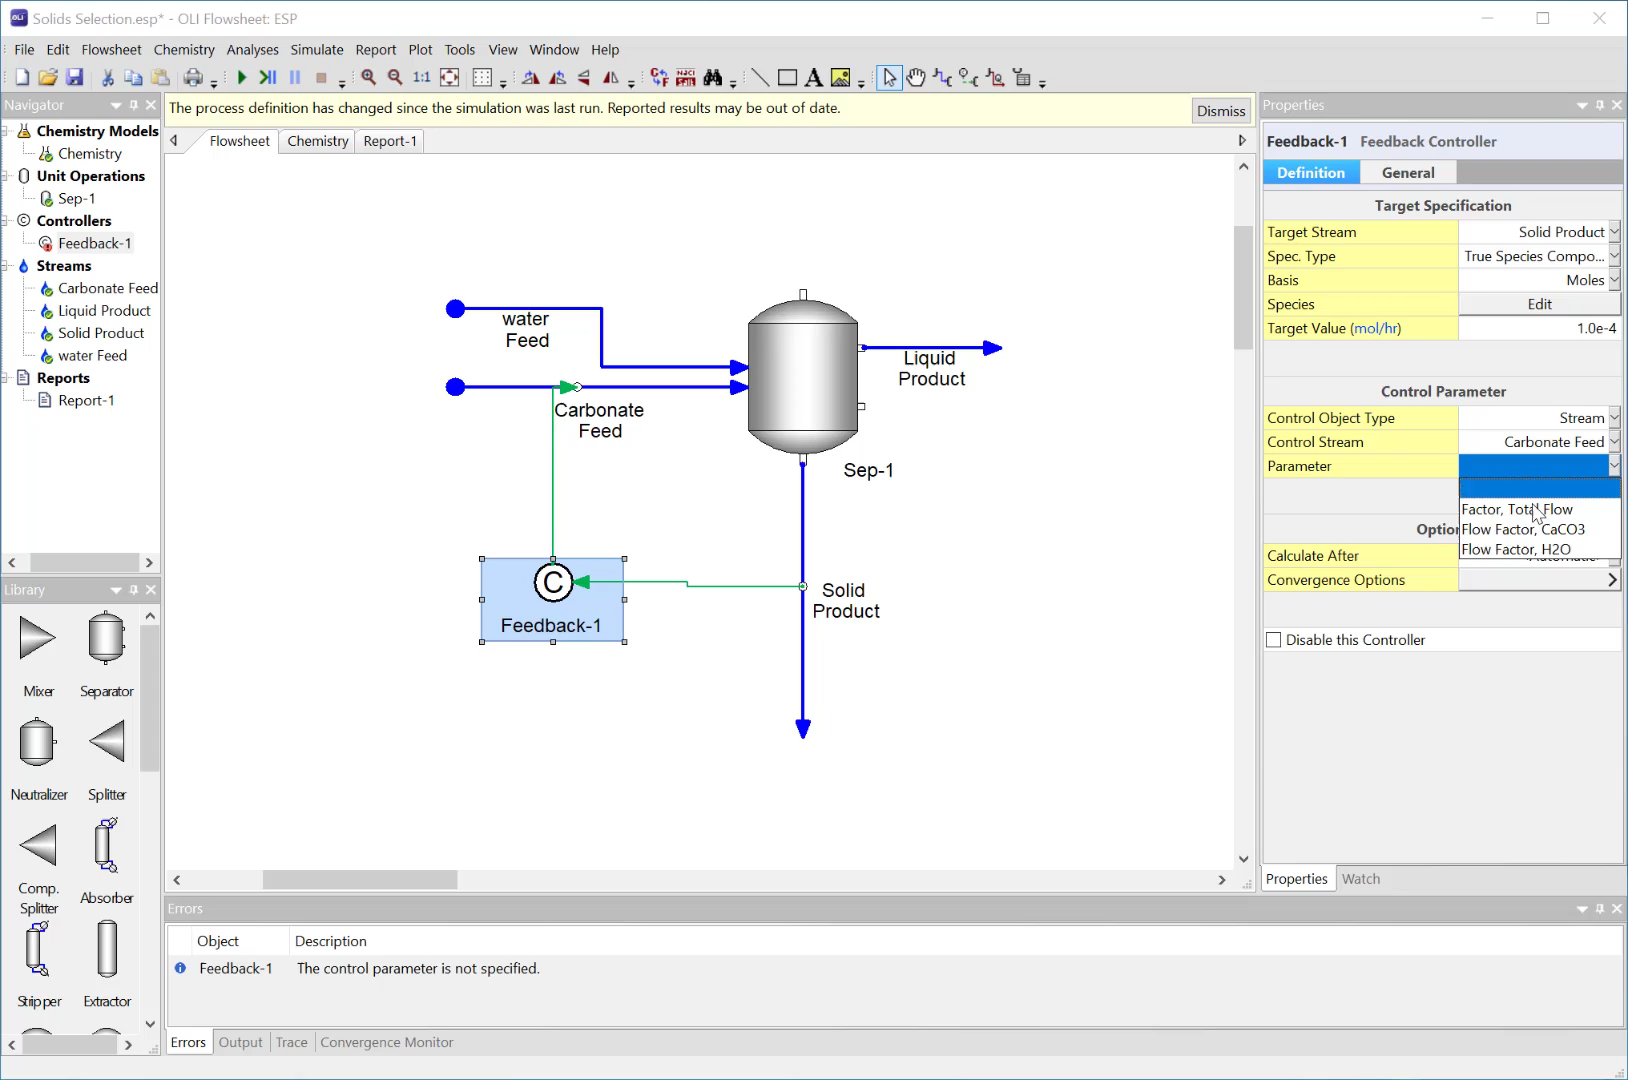 Solids Selection.esp* - OLI Flowsheet: ESP
File Edit Flowsheet Chemistry Analyses Simulate Report Plot Tools View Window Help
1:1
Navigator
Chemistry Models
Chemistry
Unit Operations
Sep-1
Controllers
Feedback-1
Streams
Carbonate Feed
Liquid Product
Solid Product
water Feed
Reports
Report-1
Library
Mixer Separator
Neutralizer Splitter
Comp. Splitter Absorber
Stripper Extractor
The process definition has changed since the simulation was last run. Reported results may be out of date.
Dismiss
Flowsheet Chemistry Report-1
water
Feed
Carbonate
Feed
Liquid
Product
Sep-1
C
Feedback-1
Solid
Product
Errors
Object Description
Feedback-1 The control parameter is not specified.
Errors Output Trace Convergence Monitor
Properties
Feedback-1 Feedback Controller
Definition General
Target Specification
Target Stream Solid Product
Spec. Type True Species Compo...
Basis Moles
Species Edit
Target Value (mol/hr) 1.0e-4
Control Parameter
Control Object Type Stream
Control Stream Carbonate Feed
Parameter
Factor, Total Flow
Flow Factor, CaCO3
Flow Factor, H2O
Calculate After
Convergence Options
Disable this Controller
Properties Watch